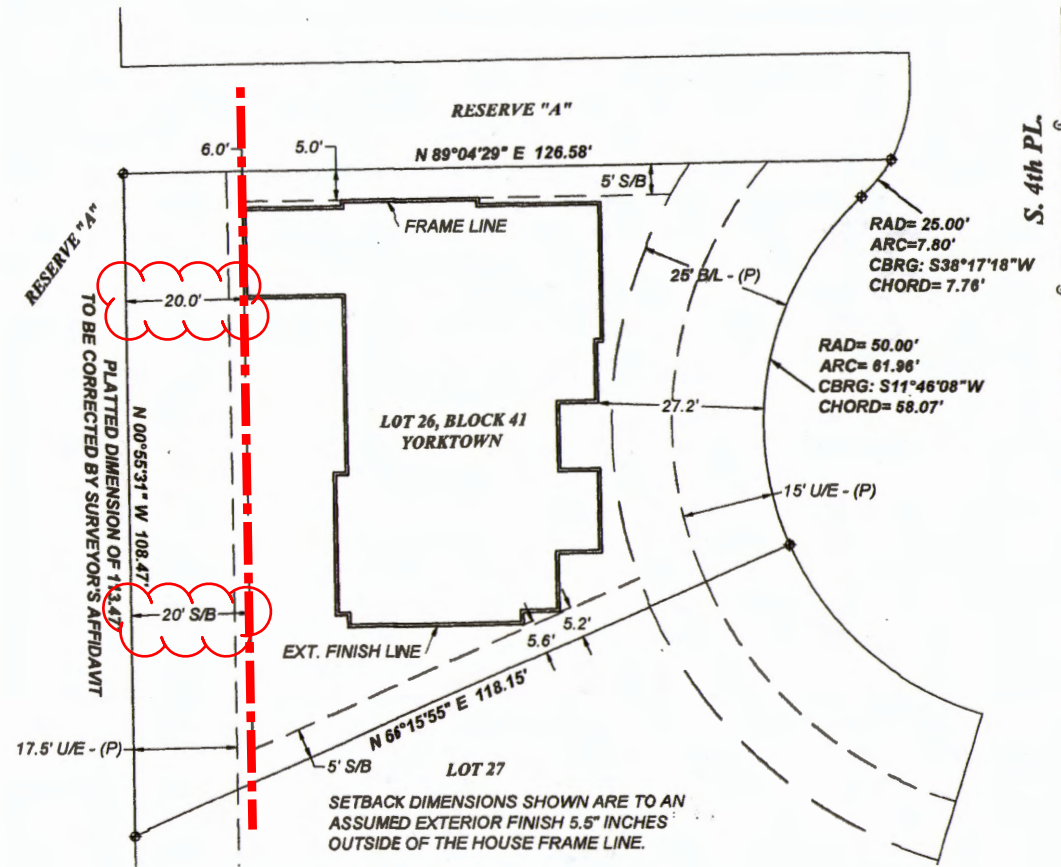 RESERVE "A"
S. 4th PL.
6.0'
5.0'
N 89°04'29" E 126.58'
5' S/B
FRAME LINE
RAD= 25.00'
ARC=7.80'
CBRG: S38°17'18"W
CHORD= 7.76'
RESERVE "A"
25' B/L - (P)
20.0'
RAD= 50.00'
ARC= 61.96'
CBRG: S11°46'08"W
CHORD= 58.07'
N 00°55'31" W 108.47'
PLATTED DIMENSION OF 113.47'
TO BE CORRECTED BY SURVEYOR'S AFFIDAVIT
LOT 26, BLOCK 41
YORKTOWN
27.2'
15' U/E - (P)
20' S/B
5.2'
5.6'
EXT. FINISH LINE
N 66°15'55" E 118.15'
17.5' U/E - (P)
5' S/B
LOT 27
SETBACK DIMENSIONS SHOWN ARE TO AN
ASSUMED EXTERIOR FINISH 5.5" INCHES
OUTSIDE OF THE HOUSE FRAME LINE.